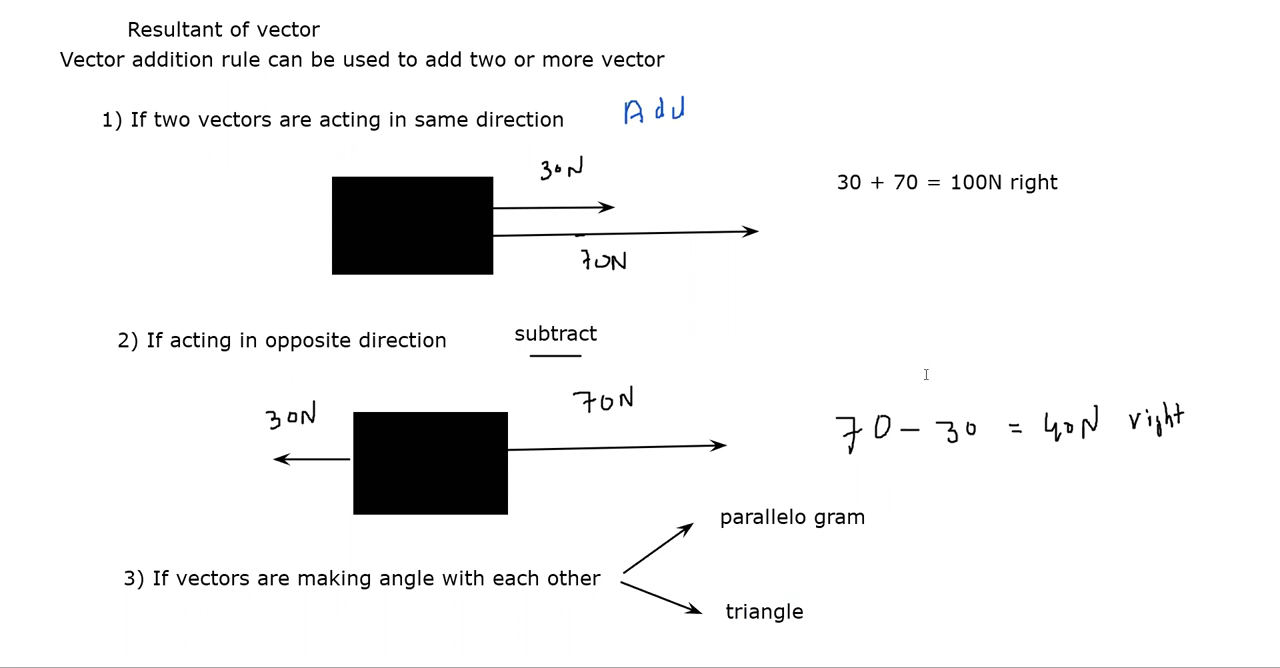 Resultant of vector
Vector addition rule can be used to add two or more vector
1) If two vectors are acting in same direction Add
30N
30 + 70 = 100N right
70N
2) If acting in opposite direction subtract
30N 70N
70 - 30 = 40N right
parallelo gram
3) If vectors are making angle with each other
triangle